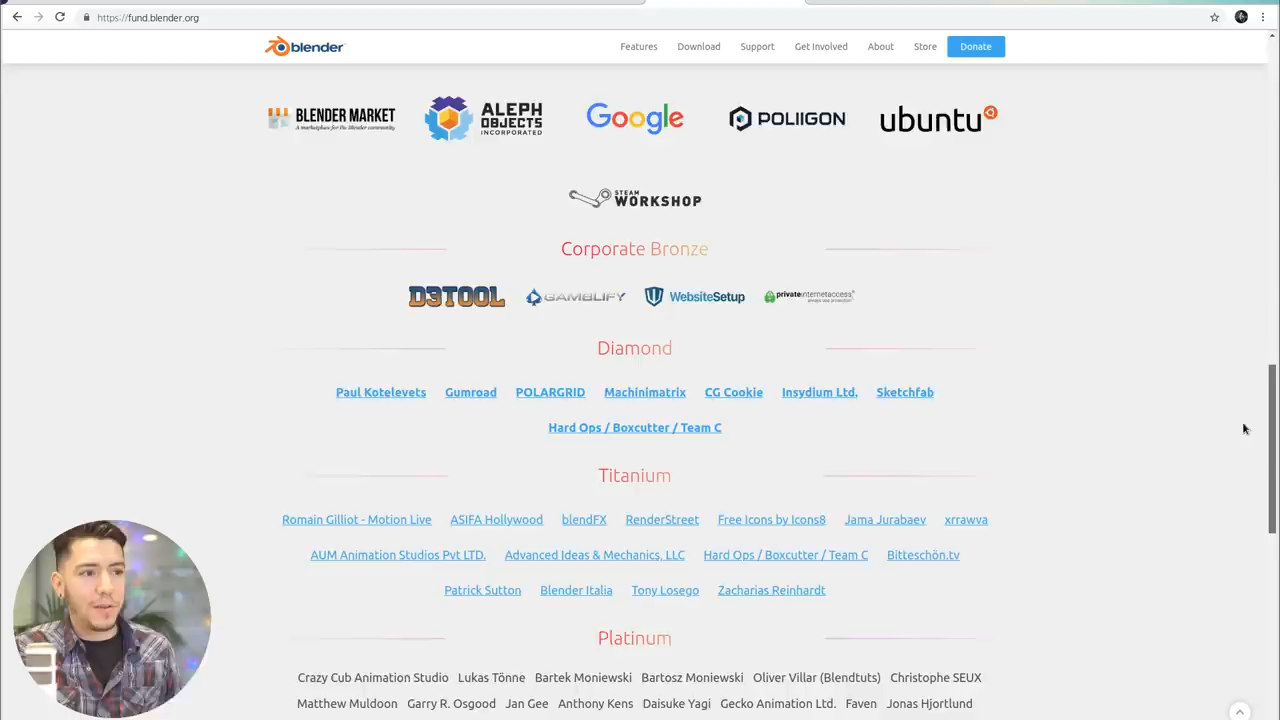 https://fund.blender.org
blender
Features Download Support Get Involved About Store Donate
BLENDER MARKET
A marketplace for the Blender community
ALEPH OBJECTS INCORPORATED
Google
POLIIGON
ubuntu
STEAM WORKSHOP
Corporate Bronze
D3TOOL GAMBLIFY WebsiteSetup privateinternetaccess
Diamond
Paul Kotelevets Gumroad POLARGRID Machinimatrix CG Cookie Insydium Ltd. Sketchfab
Hard Ops / Boxcutter / Team C
Titanium
Romain Gilliot - Motion Live ASIFA Hollywood blendFX RenderStreet Free Icons by Icons8 Jama Jurabaev xrrawva
AUM Animation Studios Pvt LTD. Advanced Ideas & Mechanics, LLC Hard Ops / Boxcutter / Team C Bitteschön.tv
Patrick Sutton Blender Italia Tony Losego Zacharias Reinhardt
Platinum
Crazy Cub Animation Studio Lukas Tönne Bartek Moniewski Bartosz Moniewski Oliver Villar (Blendtuts) Christophe SEUX
Matthew Muldoon Garry R. Osgood Jan Gee Anthony Kens Daisuke Yagi Gecko Animation Ltd. Faven Jonas Hjortlund